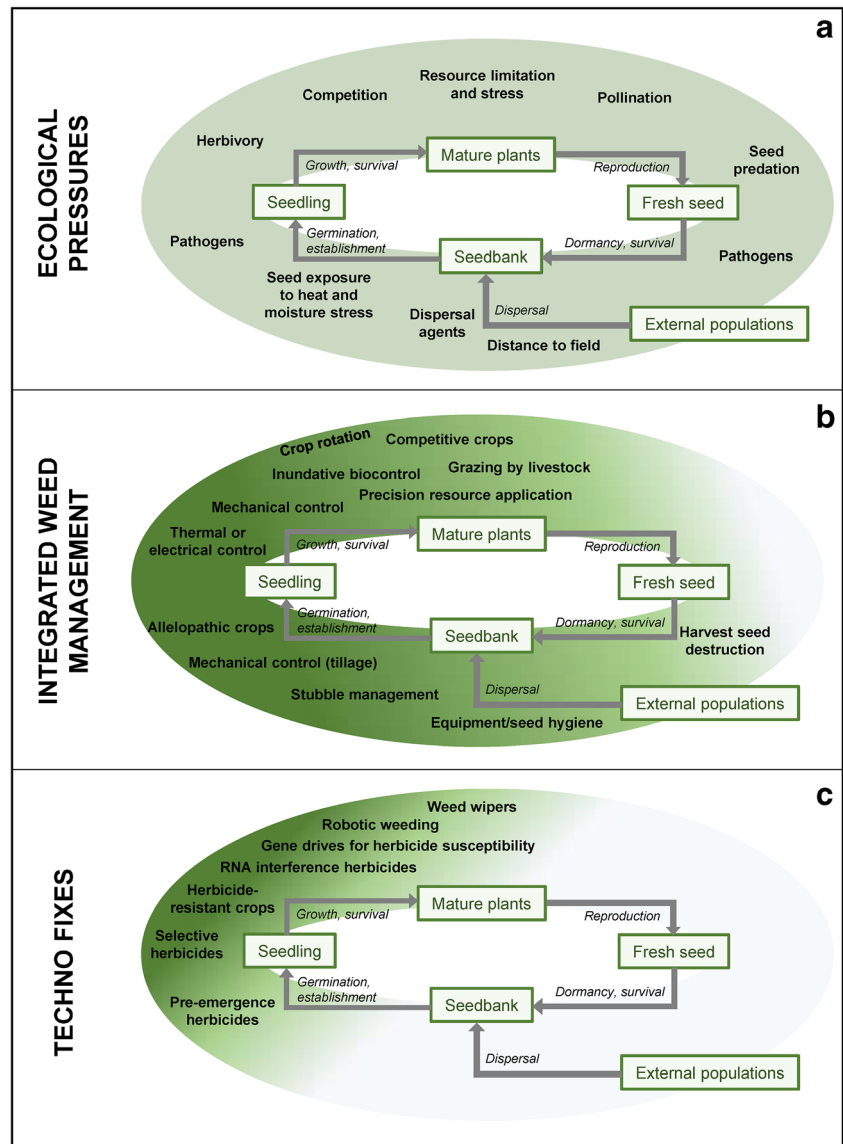 a
ECOLOGICAL
PRESSURES
Resource limitation
and stress
Competition
Pollination
Herbivory
Mature plants
Growth, survival
Reproduction
Seed
predation
Seedling
Fresh seed
Pathogens
Germination,
establishment
Dormancy, survival
Seedbank
Pathogens
Seed exposure
to heat and
moisture stress
Dispersal
agents
Dispersal
External populations
Distance to field
b
INTEGRATED WEED
MANAGEMENT
Crop rotation
Competitive crops
Inundative biocontrol
Grazing by livestock
Precision resource application
Mechanical control
Thermal or
electrical control
Mature plants
Growth, survival
Reproduction
Seedling
Fresh seed
Allelopathic crops
Germination,
establishment
Dormancy, survival
Seedbank
Harvest seed
destruction
Mechanical control (tillage)
Stubble management
Dispersal
External populations
Equipment/seed hygiene
c
TECHNO FIXES
Weed wipers
Robotic weeding
Gene drives for herbicide susceptibility
RNA interference herbicides
Herbicide-
resistant crops
Mature plants
Growth, survival
Reproduction
Selective
herbicides
Seedling
Fresh seed
Germination,
establishment
Dormancy, survival
Pre-emergence
herbicides
Seedbank
Dispersal
External populations